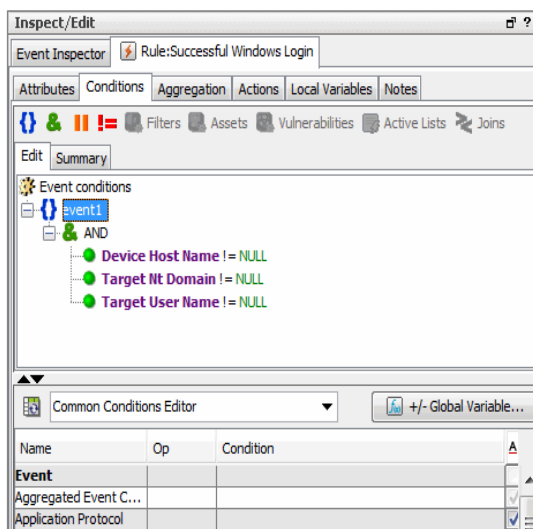 Inspect/Edit ?
Event Inspector Rule:Successful Windows Login
Attributes Conditions Aggregation Actions Local Variables Notes
{} & != Filters Assets Vulnerabilities Active Lists Joins
Edit Summary
Event conditions
{} event1
& AND
Device Host Name != NULL
Target Nt Domain != NULL
Target User Name != NULL
Common Conditions Editor +/- Global Variable...
Name Op Condition A
Event
Aggregated Event C...
Application Protocol